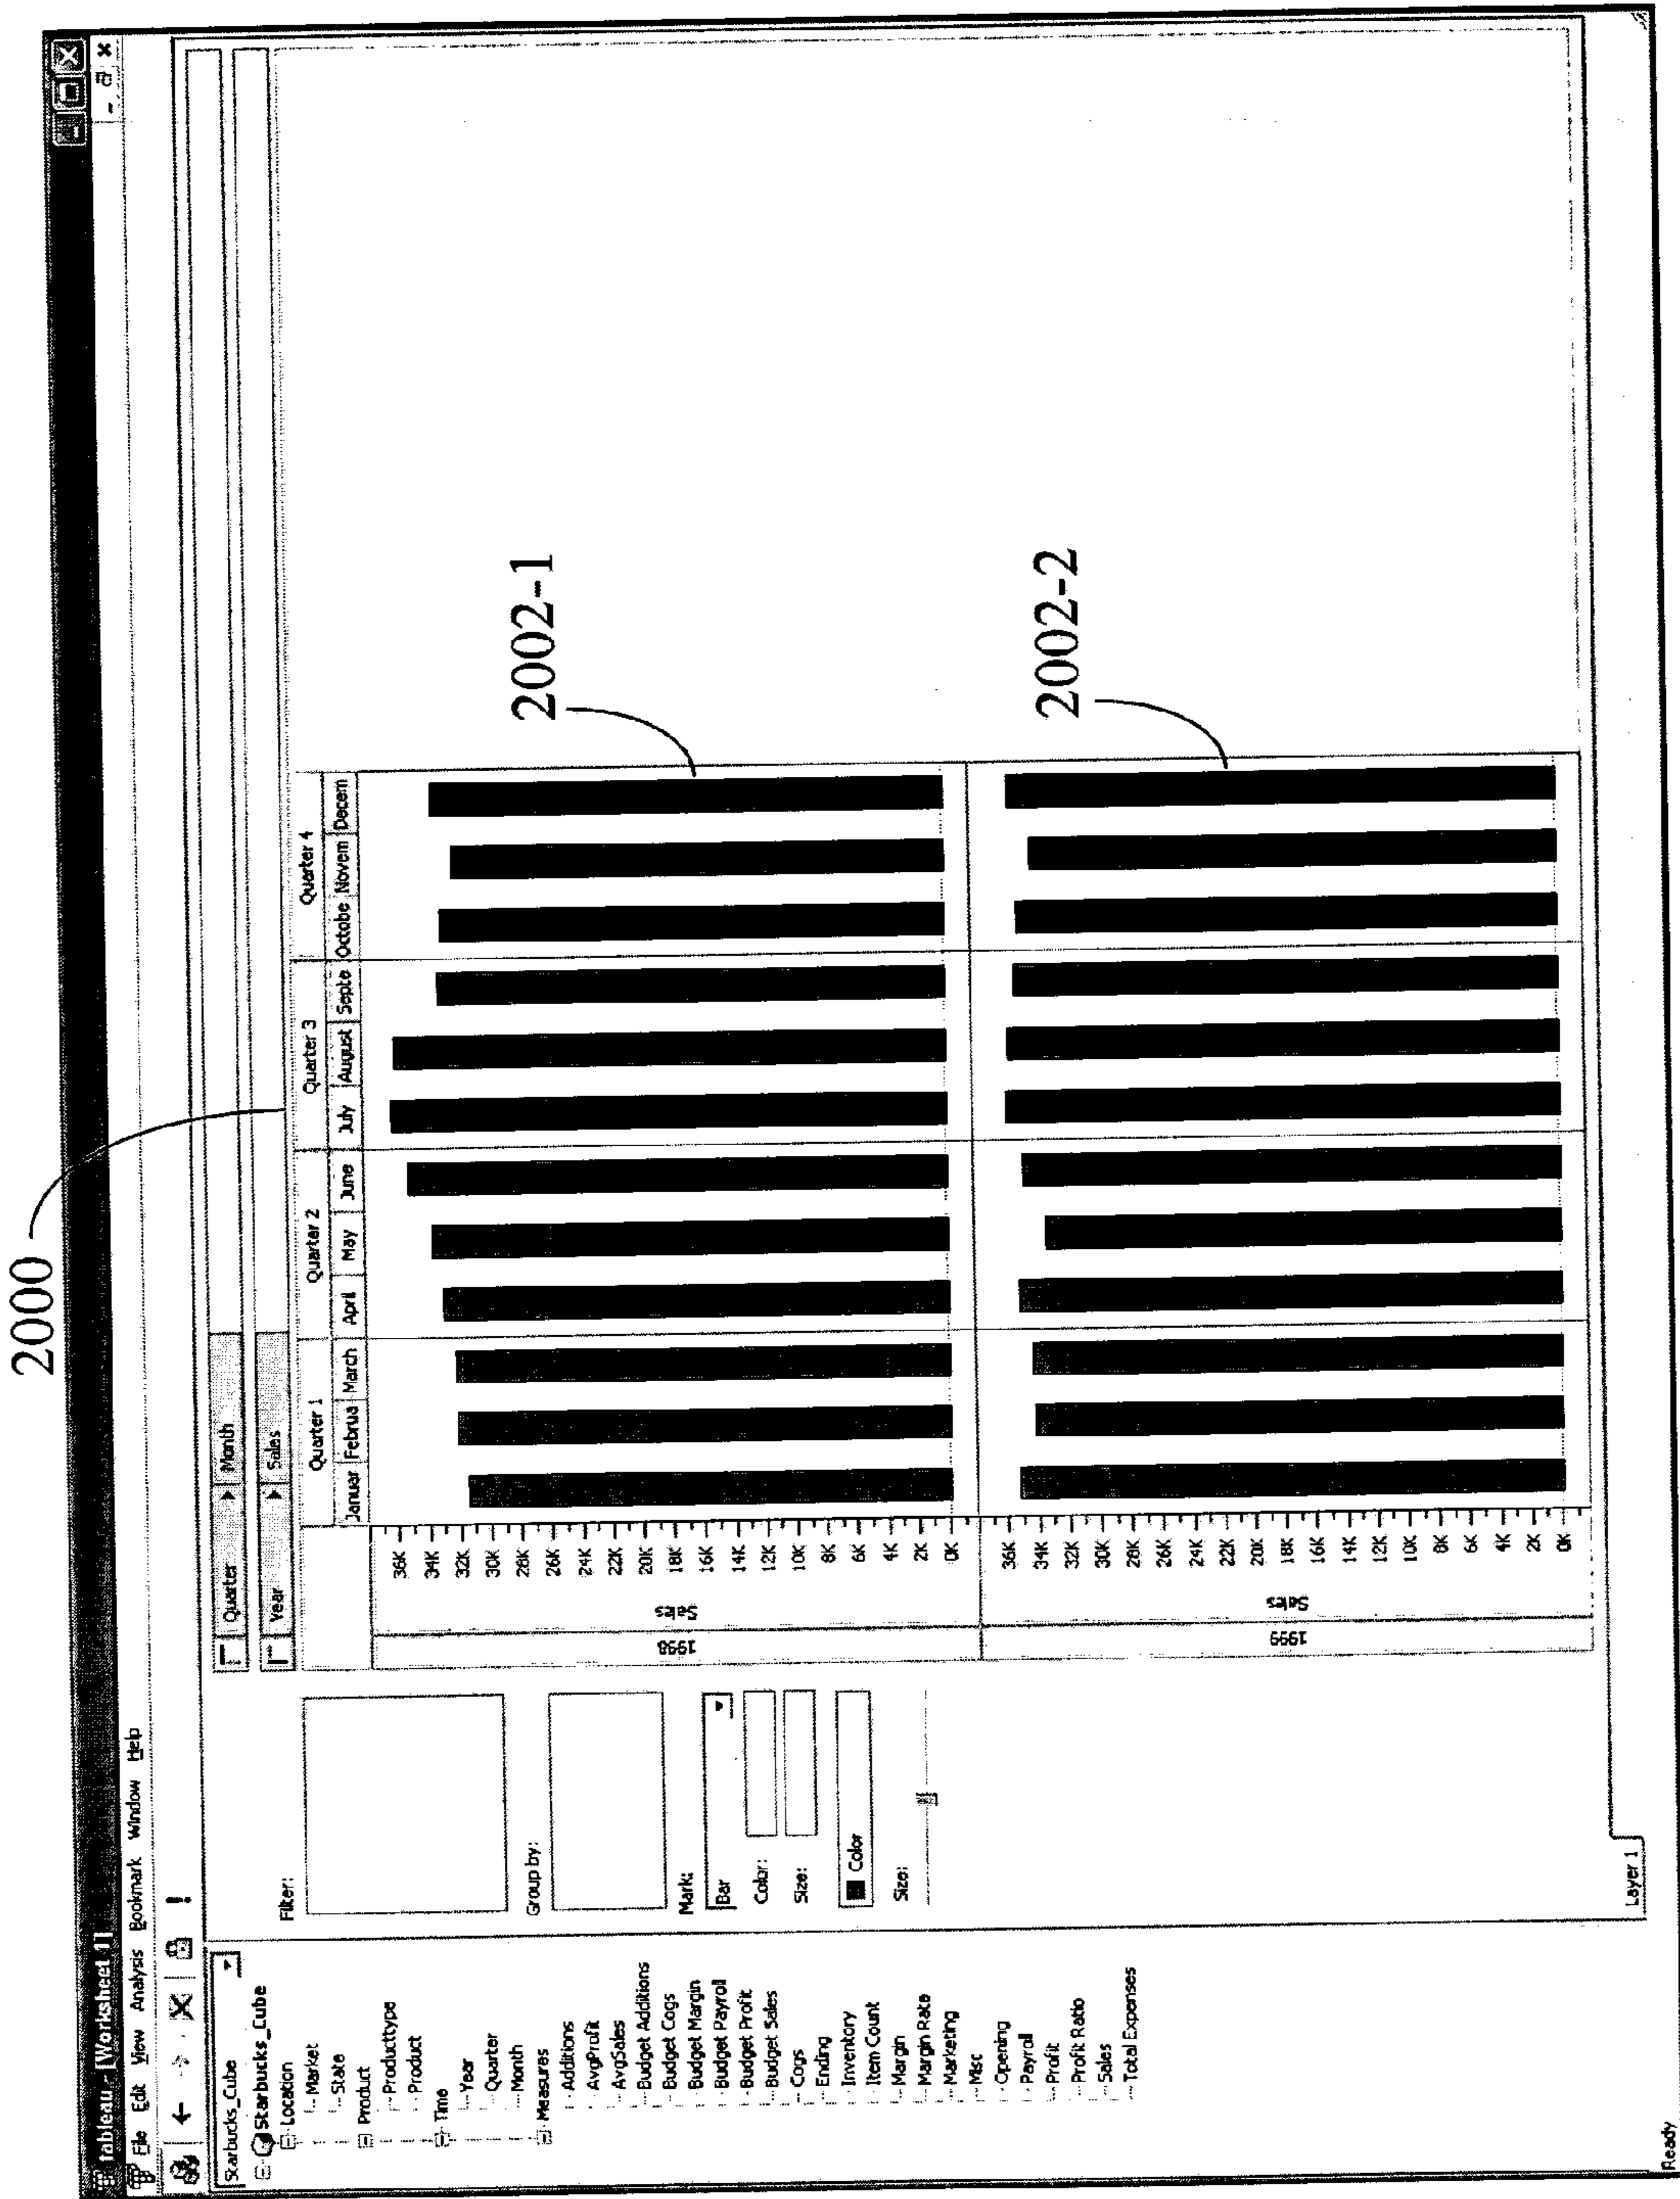 2000
Tableau - [Worksheet 1]
File Edit View Analysis Bookmark Window Help
Starbucks_Cube
Starbucks_Cube
Location
Market
State
Product
Producttype
Product
Time
Year
Quarter
Month
Measures
Additions
AvgProfit
AvgSales
Budget Additions
Budget Cogs
Budget Margin
Budget Payroll
Budget Profit
Budget Sales
Cogs
Ending
Inventory
Item Count
Margin
Margin Rate
Marketing
Misc
Opening
Payroll
Profit
Profit Ratio
Sales
Total Expenses
Filter:
Group by:
Mark:
Bar
Color:
Size:
Color
Size:
Quarter Month
Year Sales
Quarter 1 Quarter 2 Quarter 3 Quarter 4
Januar Februa March April May June July August Septe Octobe Novem Decem
1998
Sales
36K
34K
32K
30K
28K
26K
24K
22K
20K
18K
16K
14K
12K
10K
8K
6K
4K
2K
0K
2002-1
1999
Sales
36K
34K
32K
30K
28K
26K
24K
22K
20K
18K
16K
14K
12K
10K
8K
6K
4K
2K
0K
2002-2
Layer 1
Ready